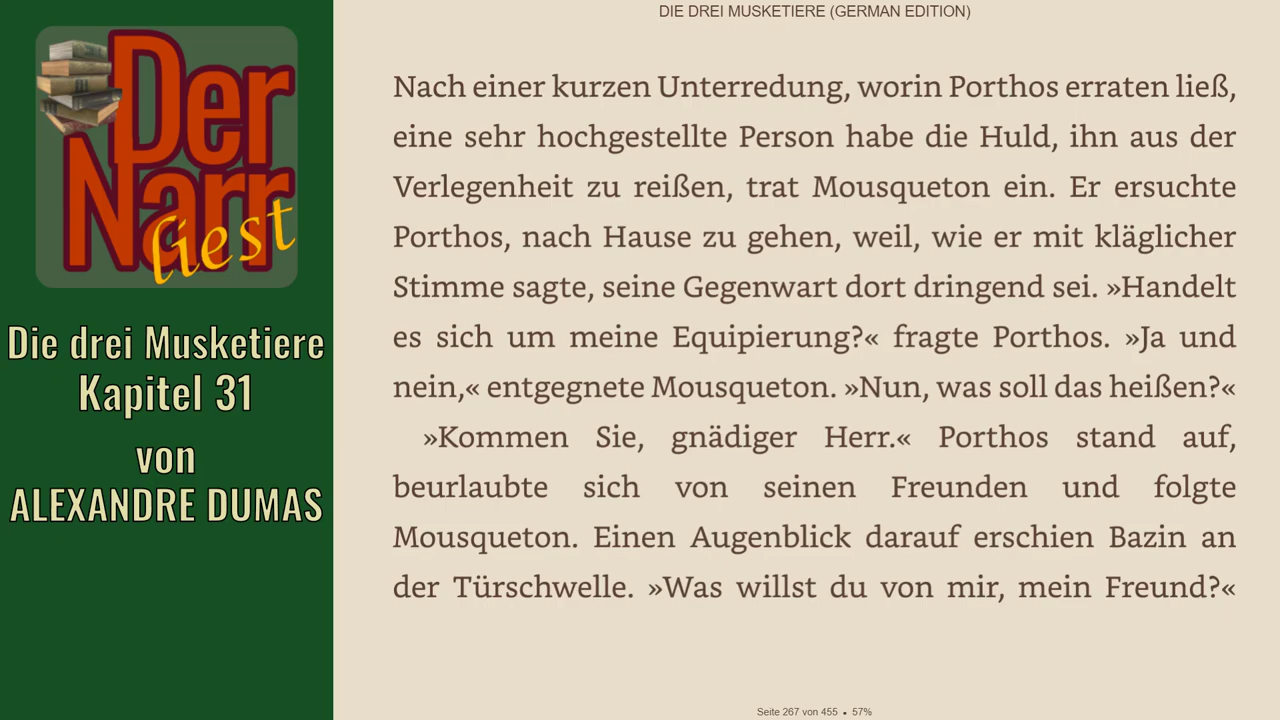 Der
Narr
liest
Die drei Musketiere
Kapitel 31
von
ALEXANDRE DUMAS
DIE DREI MUSKETIERE (GERMAN EDITION)
Nach einer kurzen Unterredung, worin Porthos erraten ließ,
eine sehr hochgestellte Person habe die Huld, ihn aus der
Verlegenheit zu reißen, trat Mousqueton ein. Er ersuchte
Porthos, nach Hause zu gehen, weil, wie er mit kläglicher
Stimme sagte, seine Gegenwart dort dringend sei. »Handelt
es sich um meine Equipierung?« fragte Porthos. »Ja und
nein,« entgegnete Mousqueton. »Nun, was soll das heißen?«
»Kommen Sie, gnädiger Herr.« Porthos stand auf,
beurlaubte sich von seinen Freunden und folgte
Mousqueton. Einen Augenblick darauf erschien Bazin an
der Türschwelle. »Was willst du von mir, mein Freund?«
Seite 267 von 455 • 57%